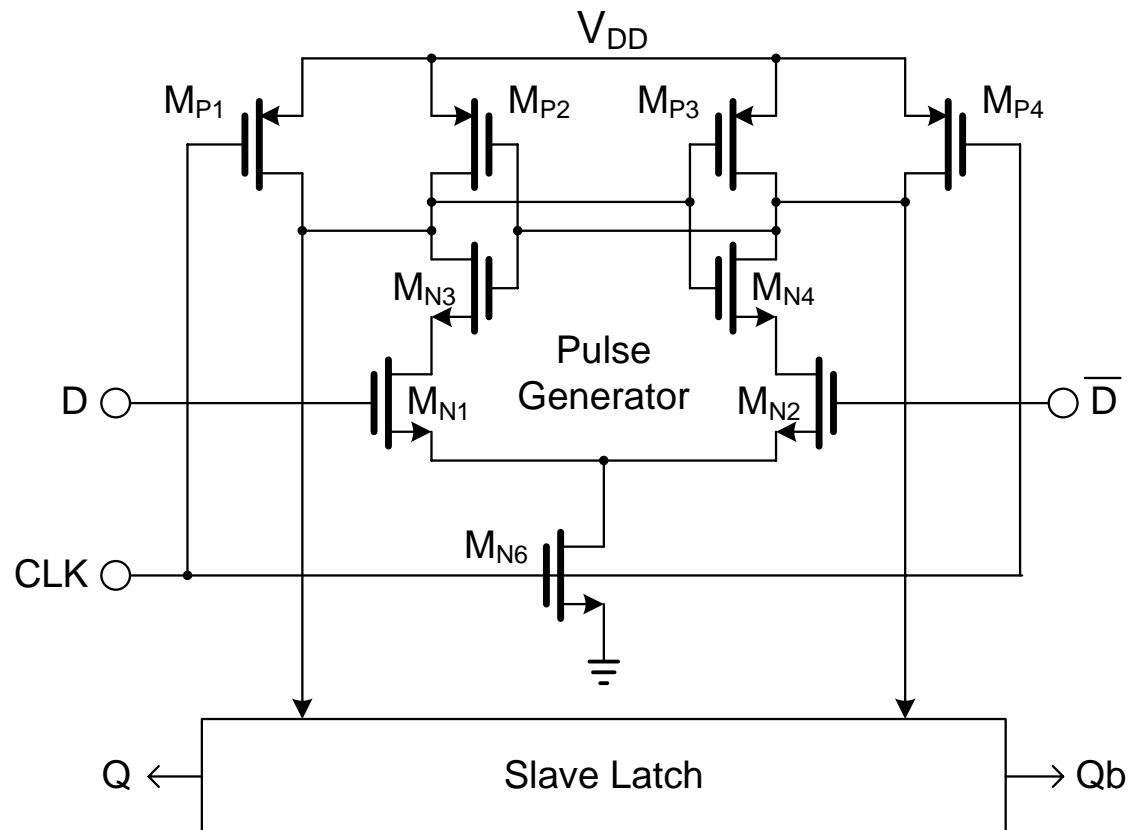 VDD
MP1
MP2
MP3
MP4
MN3
MN4
Pulse
Generator
D
MN1
MN2
D̅
MN6
CLK
Q
Slave Latch
Qb